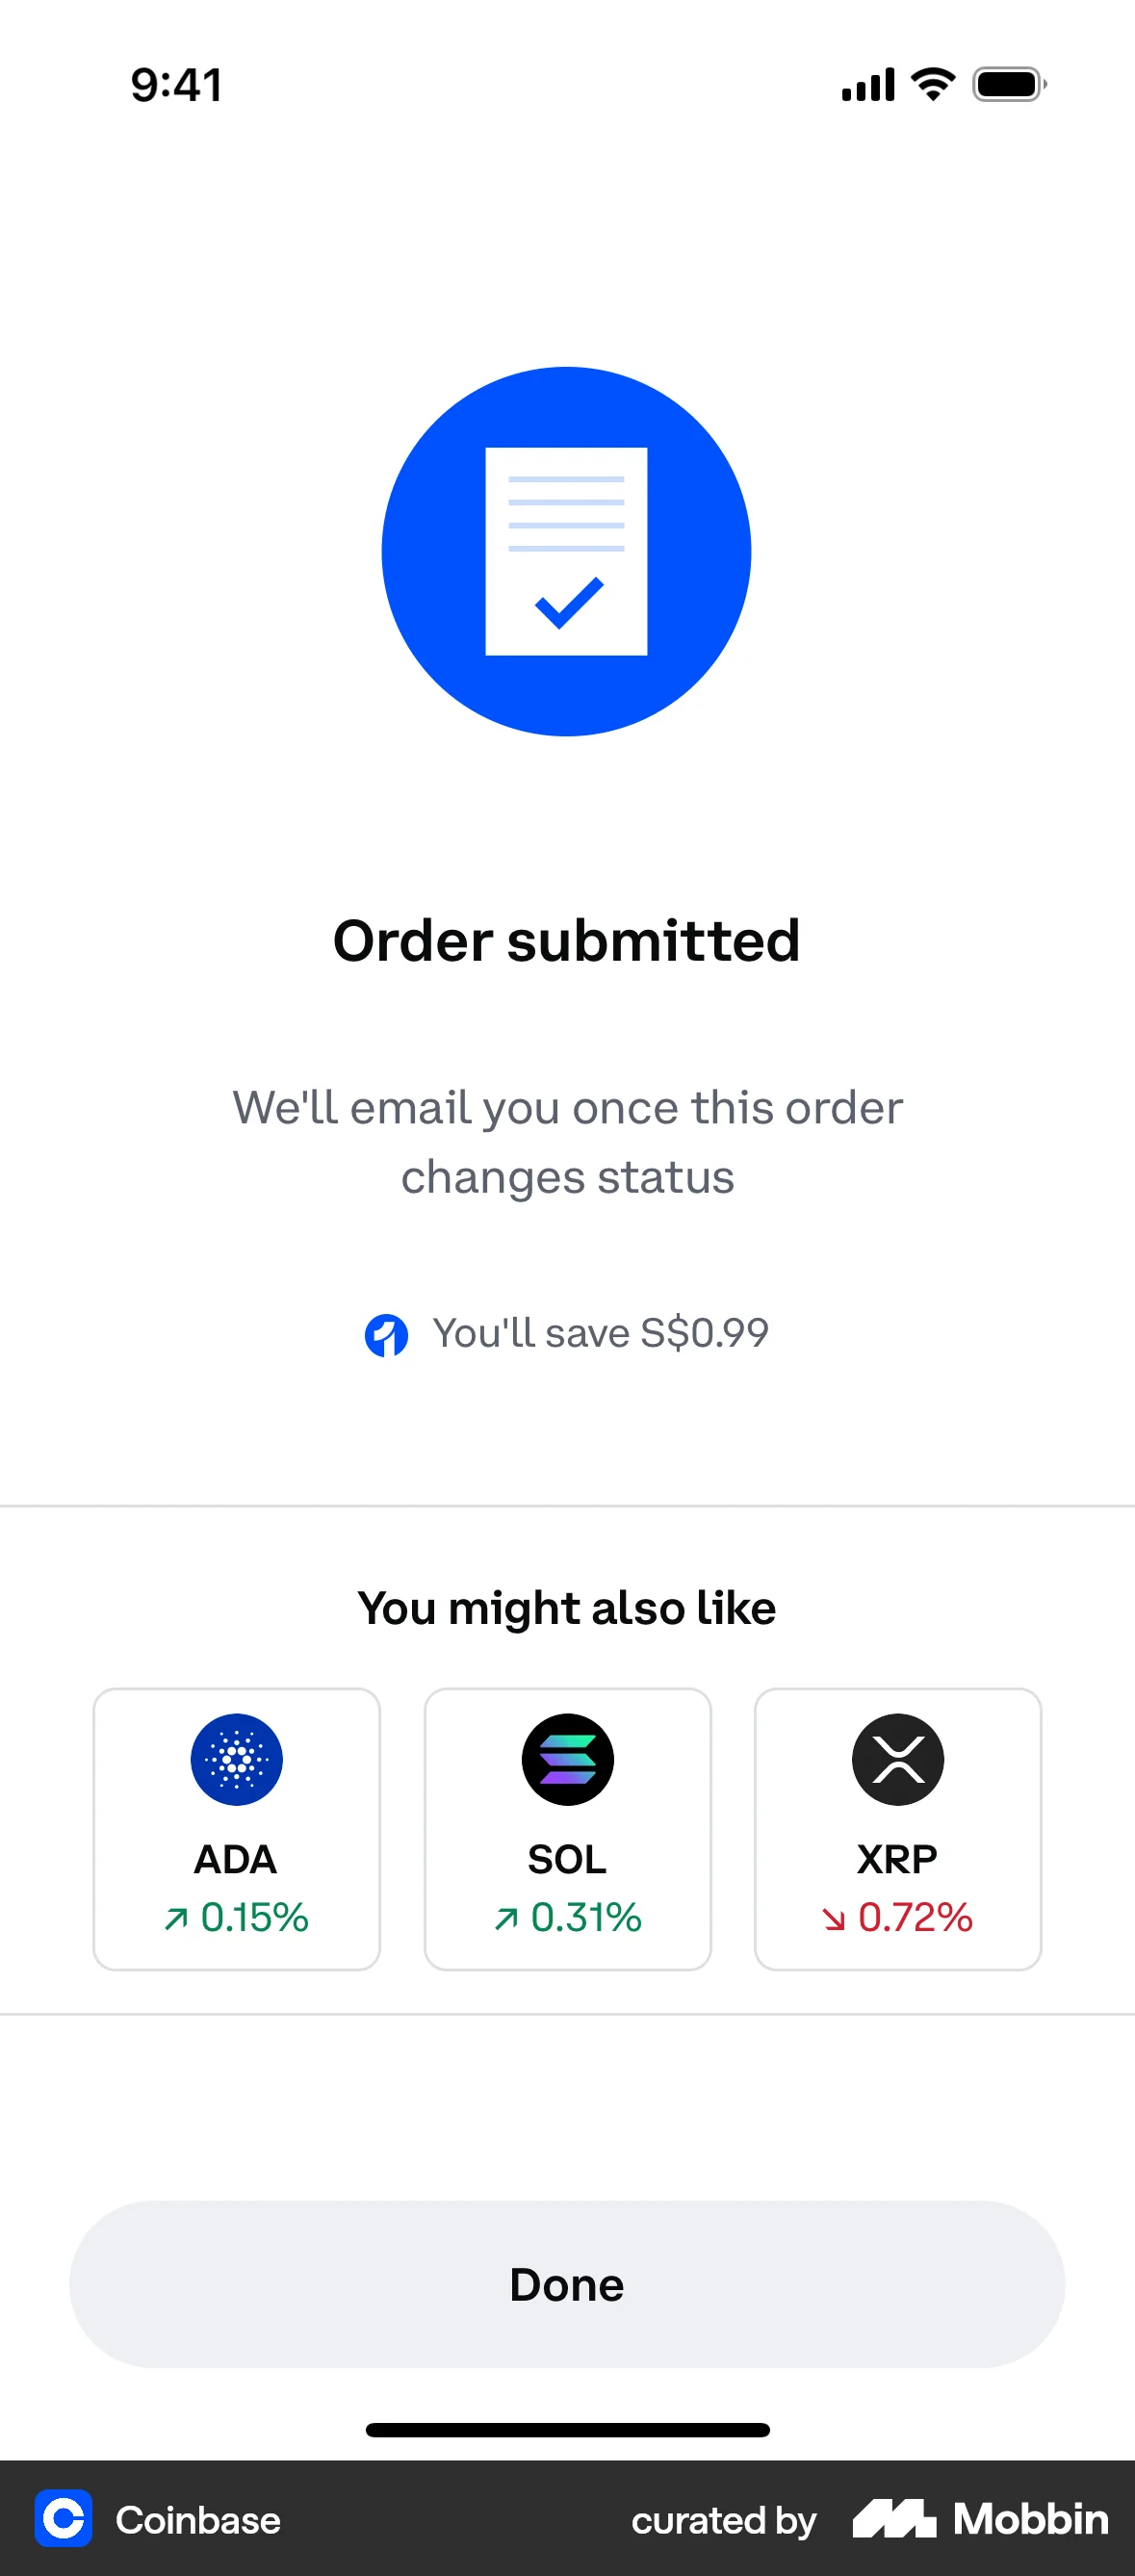 9:41
Order submitted
We'll email you once this order
changes status
You'll save S$0.99
You might also like
ADA
↗ 0.15%
SOL
↗ 0.31%
XRP
↘ 0.72%
Done
Coinbase
curated by Mobbin